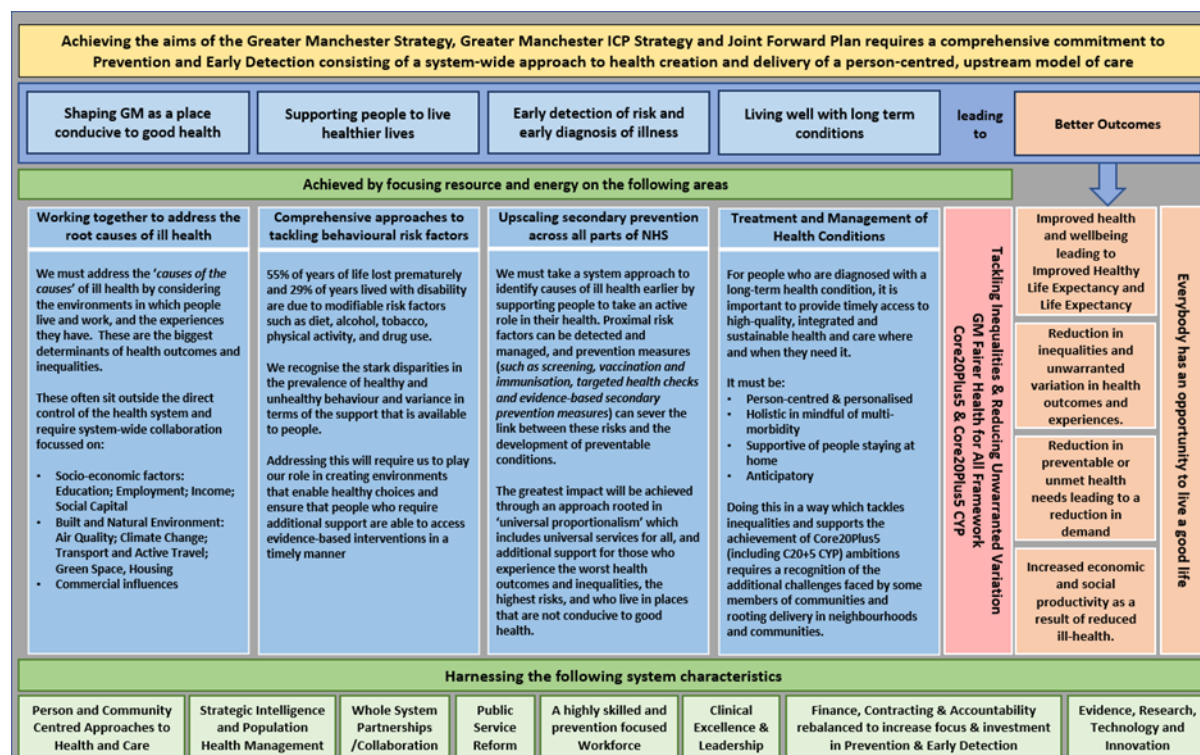 Achieving the aims of the Greater Manchester Strategy, Greater Manchester ICP Strategy and Joint Forward Plan requires a comprehensive commitment to
Prevention and Early Detection consisting of a system-wide approach to health creation and delivery of a person-centred, upstream model of care
Shaping GM as a place
conducive to good health
Supporting people to live
healthier lives
Early detection of risk and
early diagnosis of illness
Living well with long term
conditions
leading
to
Better Outcomes
Achieved by focusing resource and energy on the following areas
Working together to address the
root causes of ill health
We must address the ‘causes of the
causes’ of ill health by considering
the environments in which people
live and work, and the experiences
they have.  These are the biggest
determinants of health outcomes and
inequalities.
These often sit outside the direct
control of the health system and
require system-wide collaboration
focussed on:
• Socio-economic factors:
Education; Employment; Income;
Social Capital
• Built and Natural Environment:
Air Quality; Climate Change;
Transport and Active Travel;
Green Space, Housing
• Commercial influences
Comprehensive approaches to
tackling behavioural risk factors
55% of years of life lost prematurely
and 29% of years lived with disability
are due to modifiable risk factors
such as diet, alcohol, tobacco,
physical activity, and drug use.
We recognise the stark disparities in
the prevalence of healthy and
unhealthy behaviour and variance in
terms of the support that is available
to people.
Addressing this will require us to play
our role in creating environments
that enable healthy choices and
ensure that people who require
additional support are able to access
evidence-based interventions in a
timely manner
Upscaling secondary prevention
across all parts of NHS
We must take a system approach to
identify causes of ill health earlier by
supporting people to take an active
role in their health. Proximal risk
factors can be detected and
managed, and prevention measures
(such as screening, vaccination and
immunisation, targeted health checks
and evidence-based secondary
prevention measures) can sever the
link between these risks and the
development of preventable
conditions.
The greatest impact will be achieved
through an approach rooted in
‘universal proportionalism’ which
includes universal services for all, and
additional support for those who
experience the worst health
outcomes and inequalities, the
highest risks, and who live in places
that are not conducive to good
health.
Treatment and Management of
Health Conditions
For people who are diagnosed with a
long-term health condition, it is
important to provide timely access to
high-quality, integrated and
sustainable health and care where
and when they need it.
It must be:
• Person-centred & personalised
• Holistic in mindful of multi-
morbidity
• Supportive of people staying at
home
• Anticipatory
Doing this in a way which tackles
inequalities and supports the
achievement of Core20Plus5
(including C20+5 CYP) ambitions
requires a recognition of the
additional challenges faced by some
members of communities and
rooting delivery in neighbourhoods
and communities.
Tackling Inequalities & Reducing Unwarranted Variation
GM Fairer Health for All Framework
Core20Plus5 & Core20Plus5 CYP
Improved health
and wellbeing
leading to
Improved Healthy
Life Expectancy and
Life Expectancy
Reduction in
inequalities and
unwarranted
variation in health
outcomes and
experiences.
Reduction in
preventable or
unmet health
needs leading to a
reduction in
demand
Increased economic
and social
productivity as a
result of reduced
ill-health.
Everybody has an opportunity to live a good life
Harnessing the following system characteristics
Person and Community
Centred Approaches to
Health and Care
Strategic Intelligence
and Population
Health Management
Whole System
Partnerships
/Collaboration
Public
Service
Reform
A highly skilled and
prevention focused
Workforce
Clinical
Excellence &
Leadership
Finance, Contracting & Accountability
rebalanced to increase focus & investment
in Prevention & Early Detection
Evidence, Research,
Technology and
Innovation